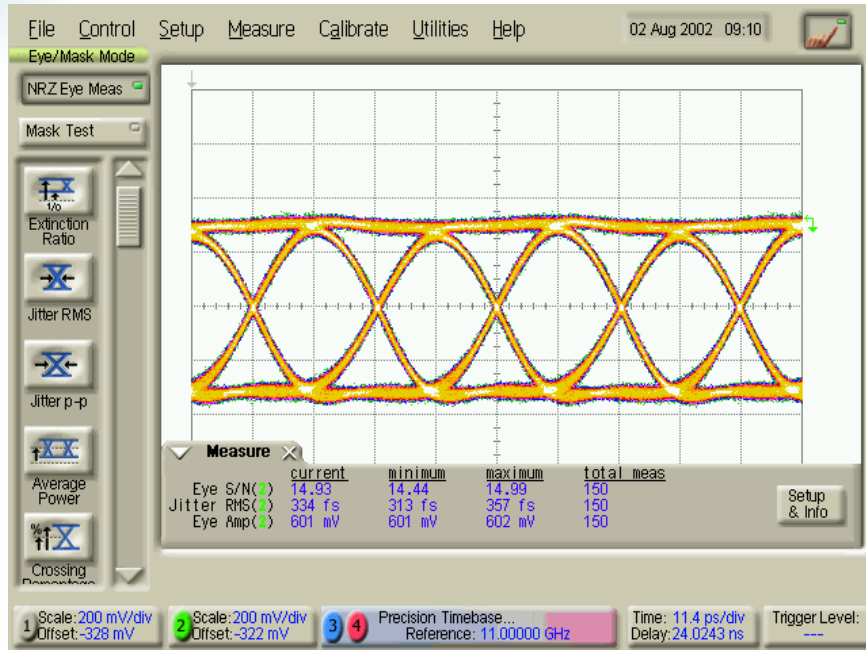 File Control Setup Measure Calibrate Utilities Help 02 Aug 2002 09:10
Eye/Mask Mode
NRZ Eye Meas
Mask Test
1/0
Extinction
Ratio
Jitter RMS
Jitter p-p
Average
Power
%
Crossing
Percentage
Measure
current minimum maximum total meas
Eye S/N(2) 14.93 14.44 14.99 150
Jitter RMS(2) 334 fs 313 fs 357 fs 150
Eye Amp(2) 601 mV 601 mV 602 mV 150
Setup
& Info
1 Scale:200 mV/div
Offset:-328 mV
2 Scale:200 mV/div
Offset:-322 mV
3 4 Precision Timebase...
Reference: 11.00000 GHz
Time: 11.4 ps/div
Delay:24.0243 ns
Trigger Level:
---